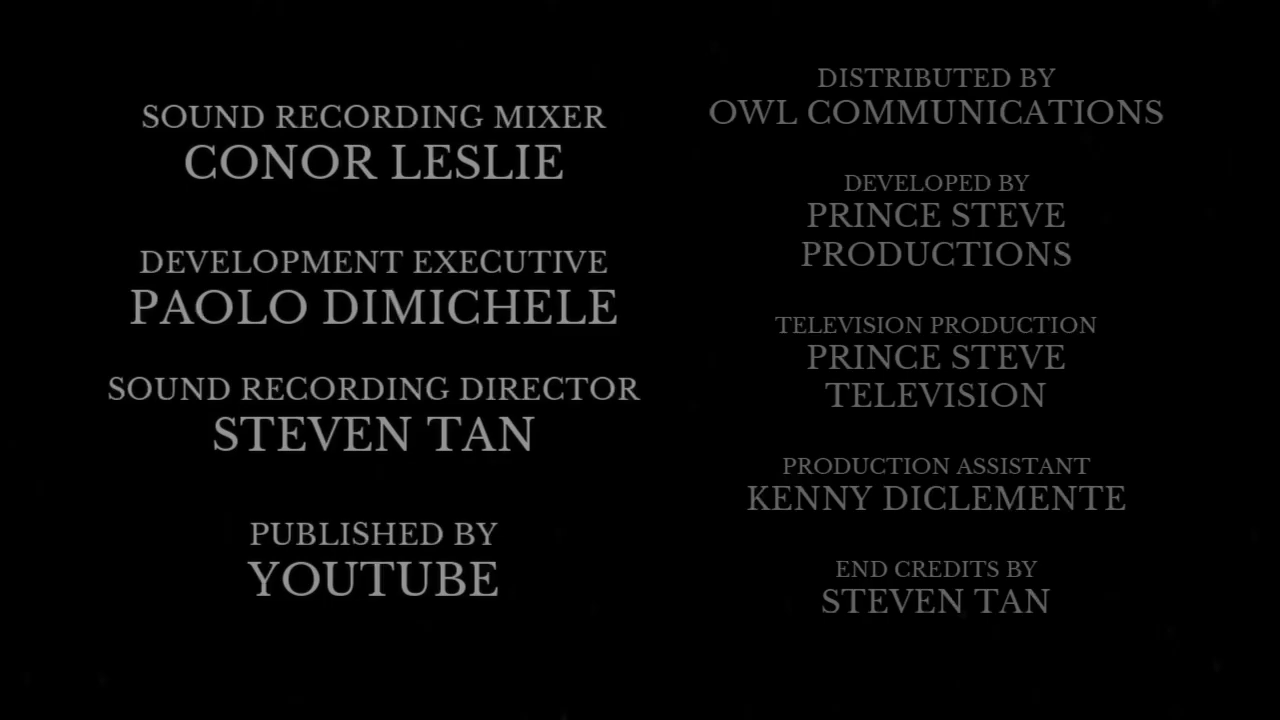 SOUND RECORDING MIXER
CONOR LESLIE
DEVELOPMENT EXECUTIVE
PAOLO DIMICHELE
SOUND RECORDING DIRECTOR
STEVEN TAN
PUBLISHED BY
YOUTUBE
DISTRIBUTED BY
OWL COMMUNICATIONS
DEVELOPED BY
PRINCE STEVE
PRODUCTIONS
TELEVISION PRODUCTION
PRINCE STEVE
TELEVISION
PRODUCTION ASSISTANT
KENNY DICLEMENTE
END CREDITS BY
STEVEN TAN